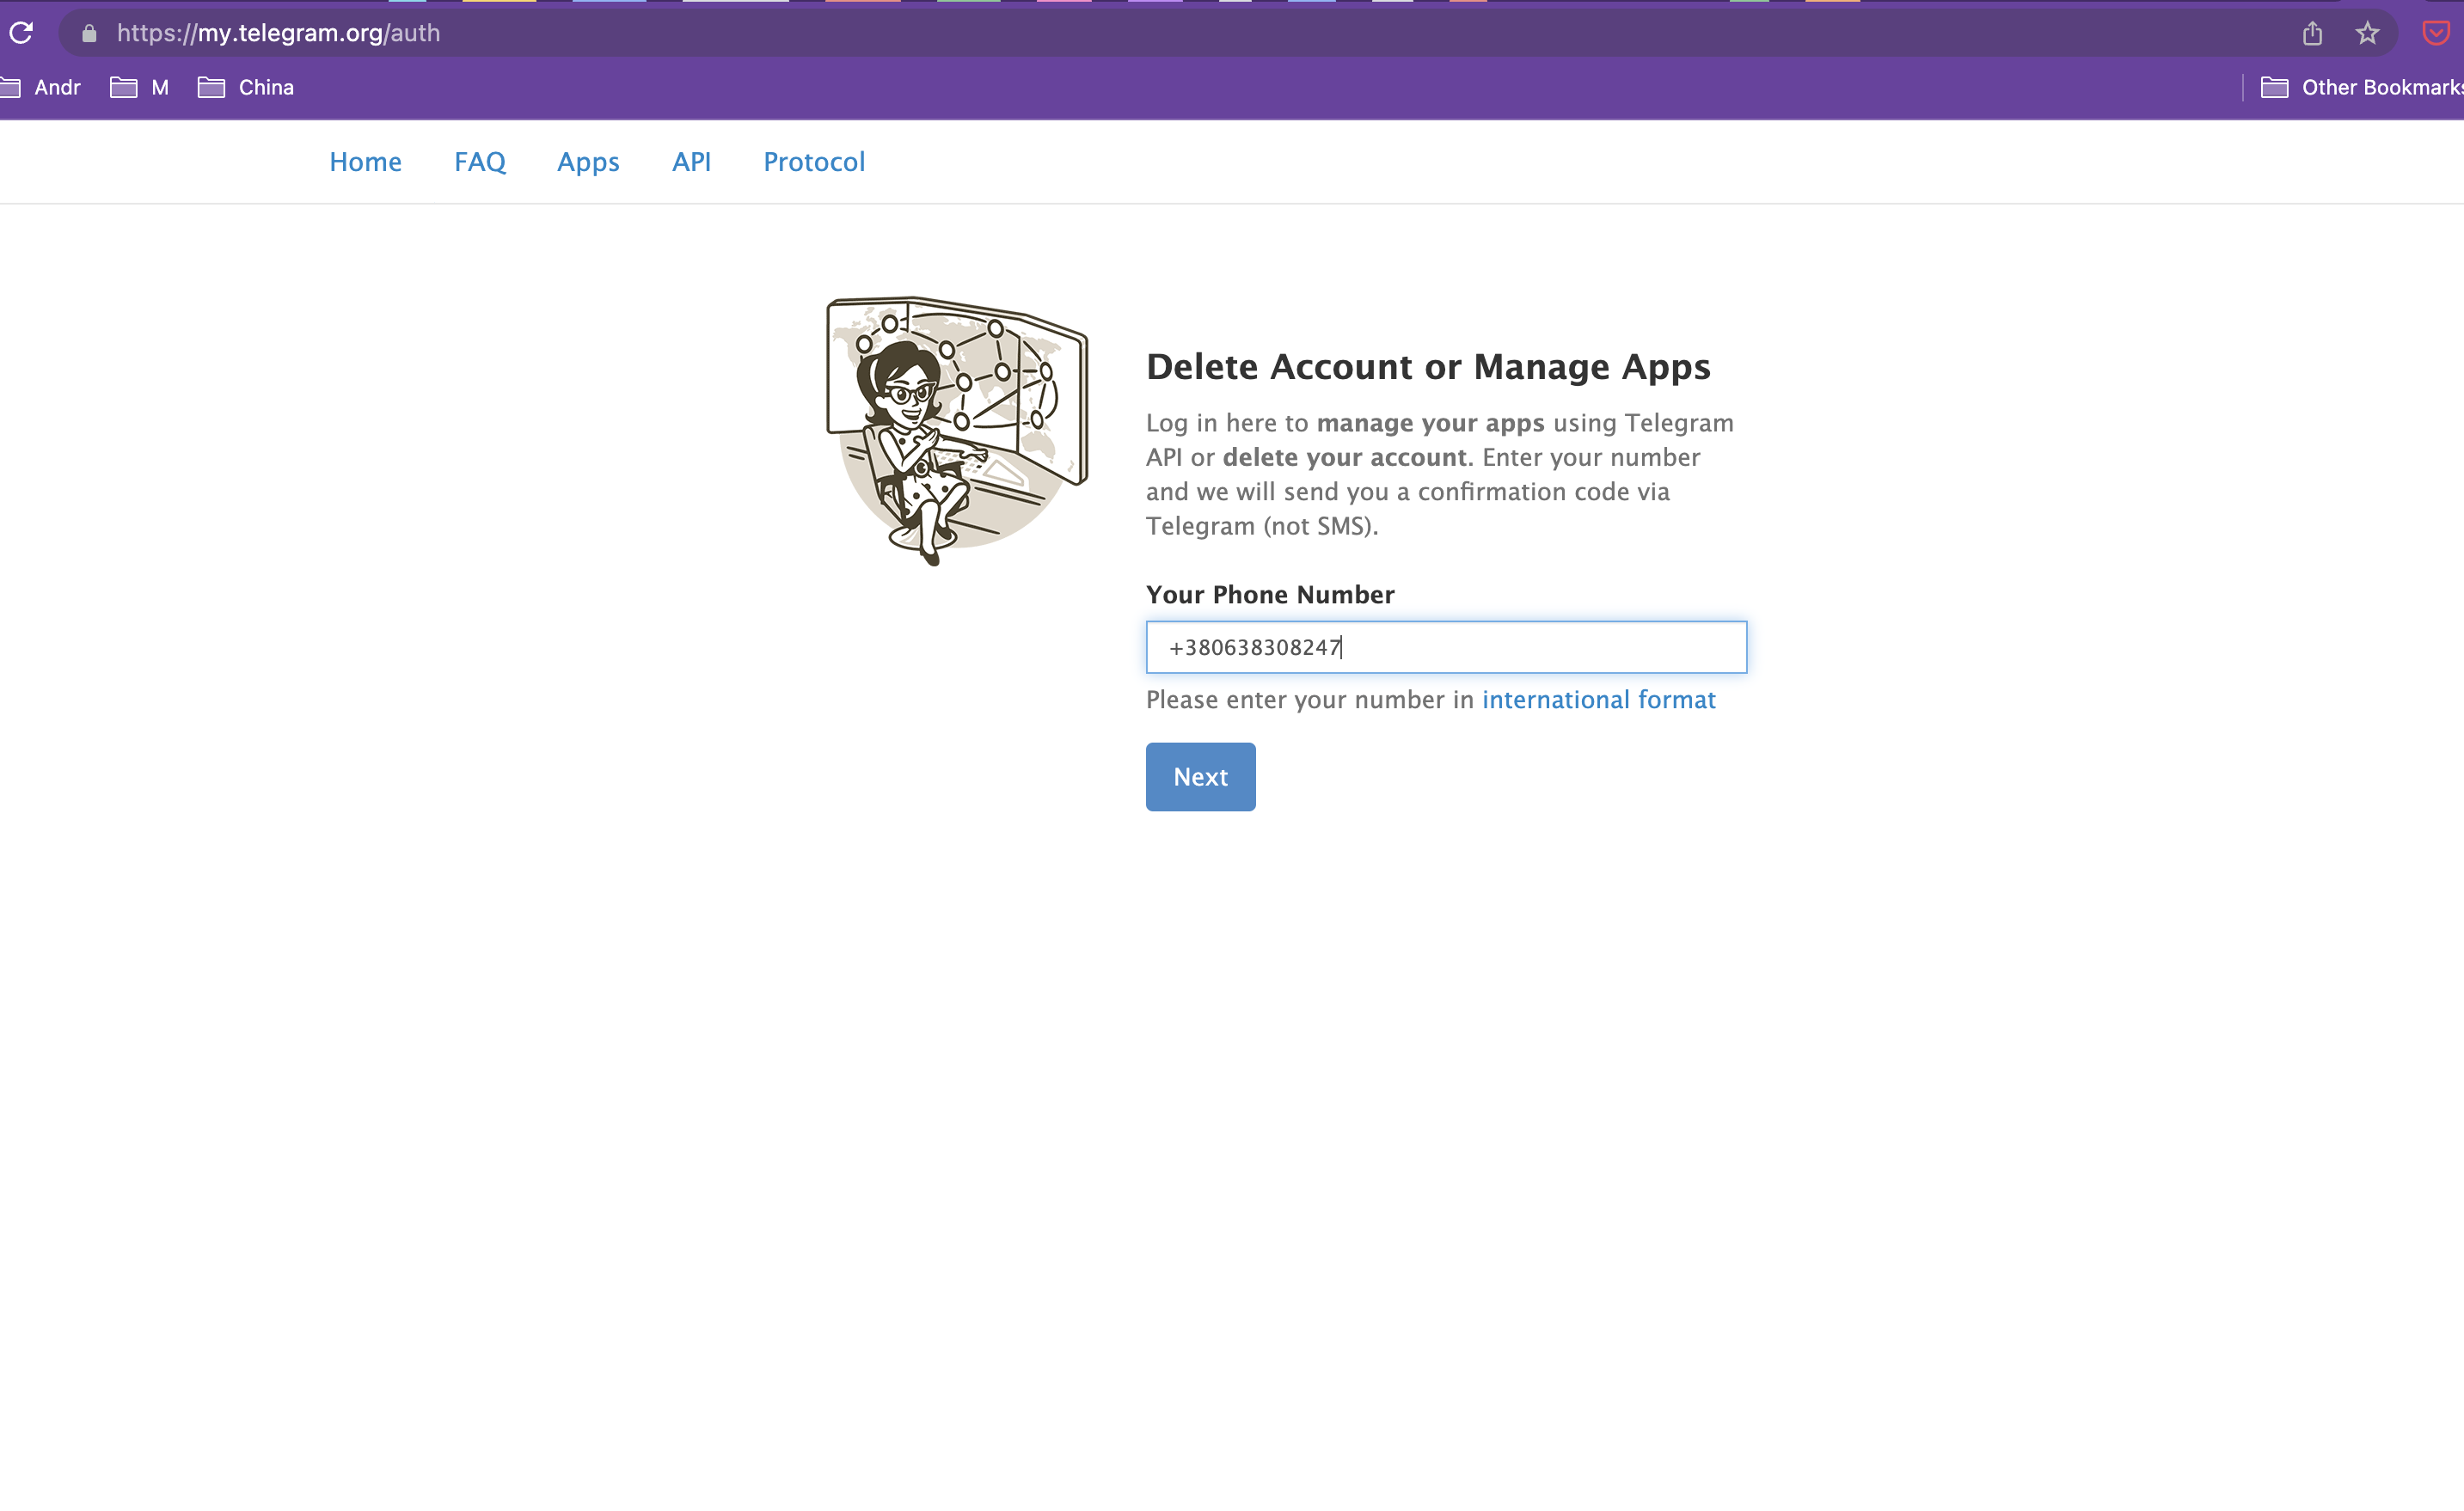 https://my.telegram.org/auth
Andr M China Other Bookmarks
Home FAQ Apps API Protocol
Delete Account or Manage Apps
Log in here to manage your apps using Telegram
API or delete your account. Enter your number
and we will send you a confirmation code via
Telegram (not SMS).
Your Phone Number
+380638308247
Please enter your number in international format
Next